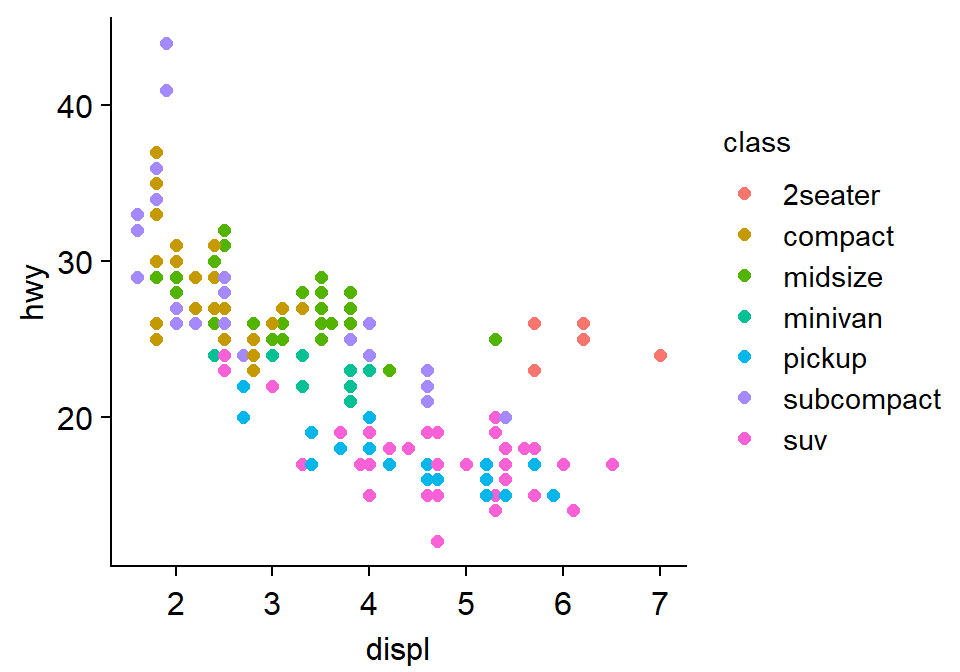 hwy
40
30
20
2 3 4 5 6 7
displ
class
2seater
compact
midsize
minivan
pickup
subcompact
suv